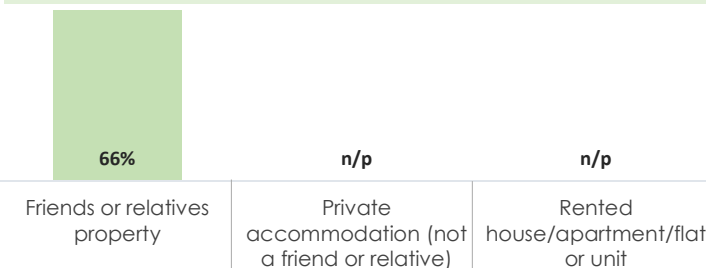 66%
n/p
n/p
Friends or relatives
property
Private
accommodation (not
a friend or relative)
Rented
house/apartment/flat
or unit